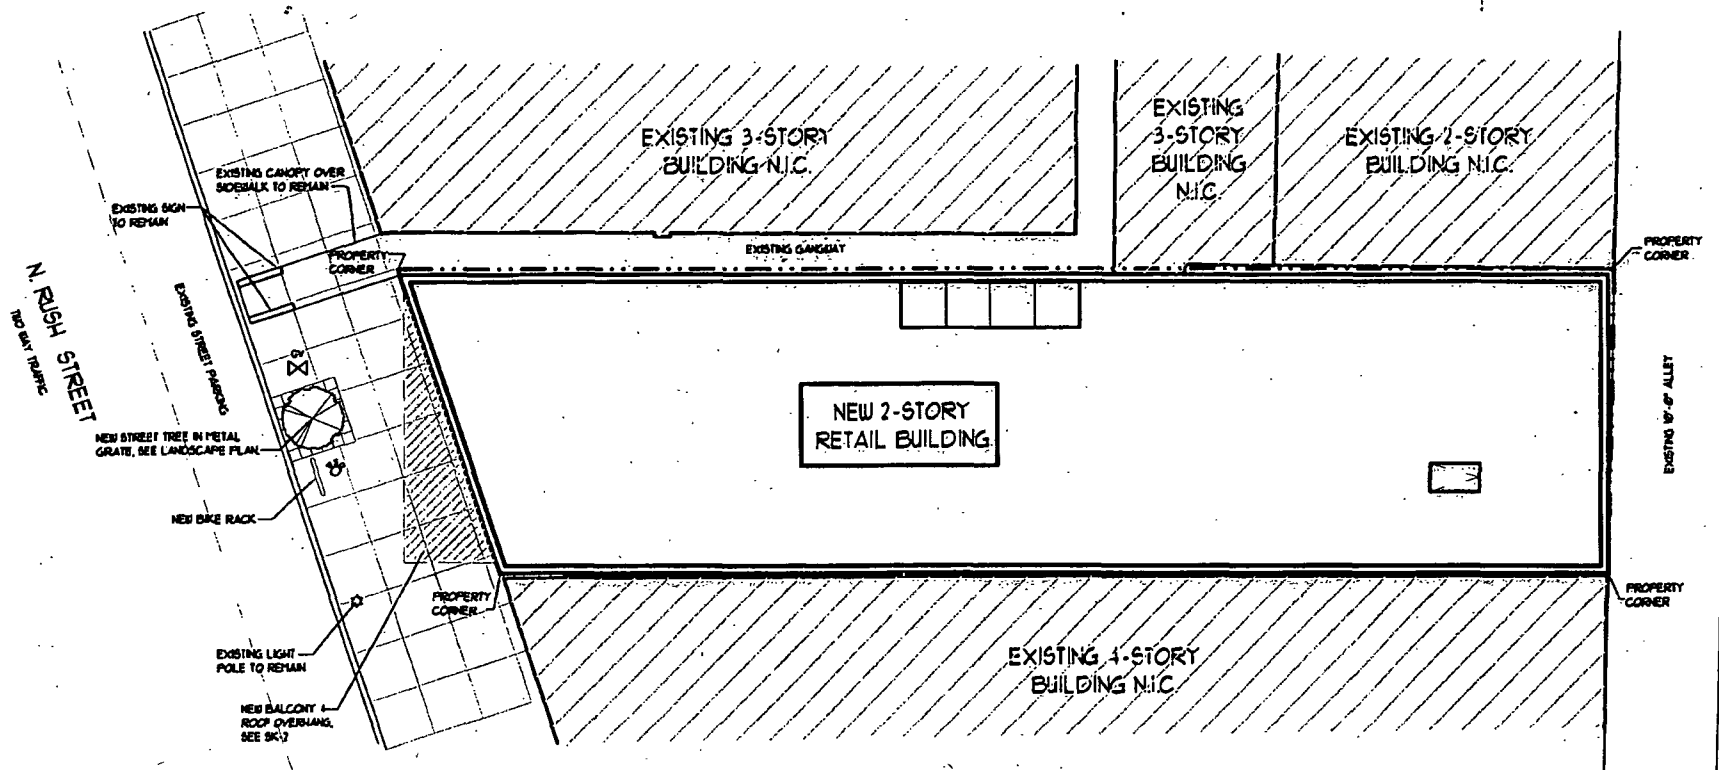 EXISTING 3-STORY
BUILDING N.I.C.
EXISTING
3-STORY
BUILDING
N.I.C.
EXISTING 2-STORY
BUILDING N.I.C.
EXISTING CANOPY OVER
SIDEWALK TO REMAIN
EXISTING SIGN
TO REMAIN
PROPERTY
CORNER
EXISTING GANGWAY
PROPERTY
CORNER
N. RUSH STREET
TWO WAY TRAFFIC
EXISTING STREET PARKING
NEW 2-STORY
RETAIL BUILDING
EXISTING ALLEY
NEW STREET TREE IN METAL
GRATE, SEE LANDSCAPE PLAN
NEW BIKE RACK
PROPERTY
CORNER
PROPERTY
CORNER
EXISTING LIGHT
POLE TO REMAIN
EXISTING 4-STORY
BUILDING N.I.C.
NEW BALCONY &
ROOF OVERHANG,
SEE SK-2